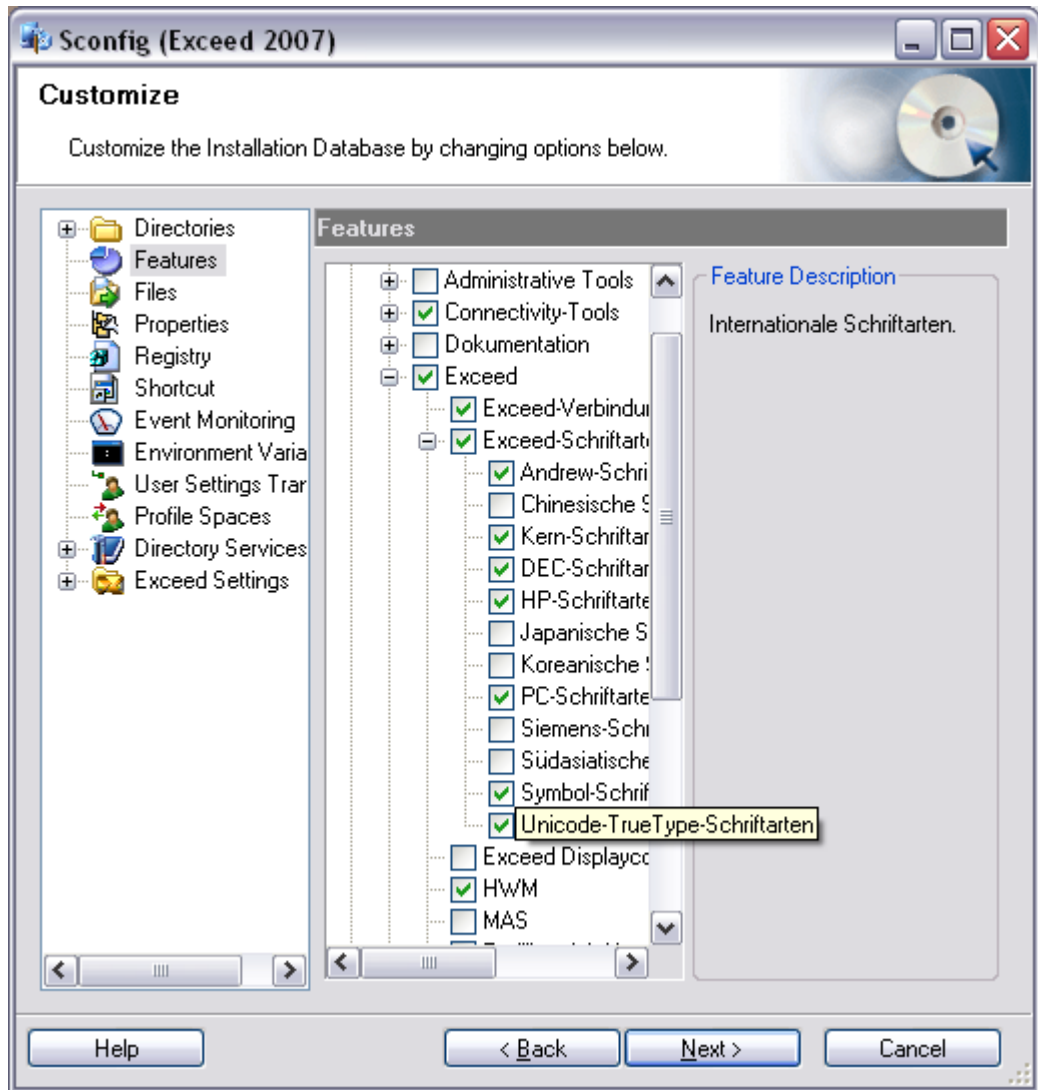 Sconfig (Exceed 2007)
Customize
Customize the Installation Database by changing options below.
Directories
Features
Files
Properties
Registry
Shortcut
Event Monitoring
Environment Varia
User Settings Tran
Profile Spaces
Directory Services
Exceed Settings
Features
Administrative Tools
Connectivity-Tools
Dokumentation
Exceed
Exceed-Verbindu
Exceed-Schriftart
Andrew-Schri
Chinesische S
Kern-Schriftar
DEC-Schriftar
HP-Schriftarte
Japanische S
Koreanische
PC-Schriftarte
Siemens-Schr
Südasiatische
Symbol-Schrif
Unicode-TrueType-Schriftarten
Exceed Displayco
HWM
MAS
Feature Description
Internationale Schriftarten.
Help
< Back
Next >
Cancel